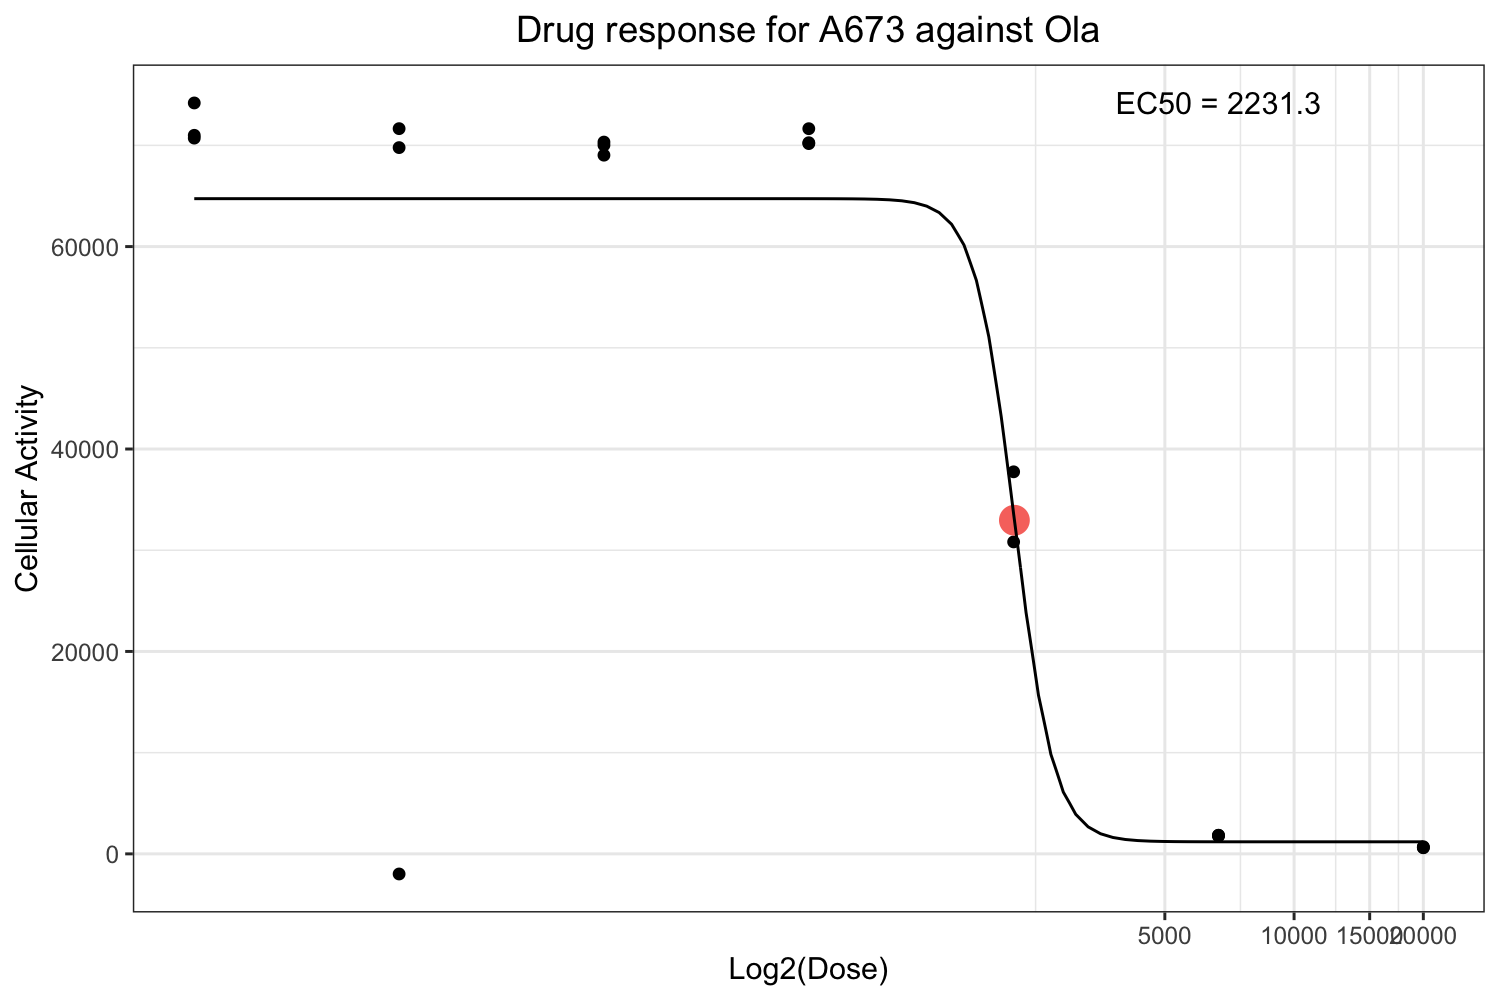 Drug response for A673 against Ola
EC50 = 2231.3
Cellular Activity
60000
40000
20000
0
5000 10000 15000 20000
Log2(Dose)